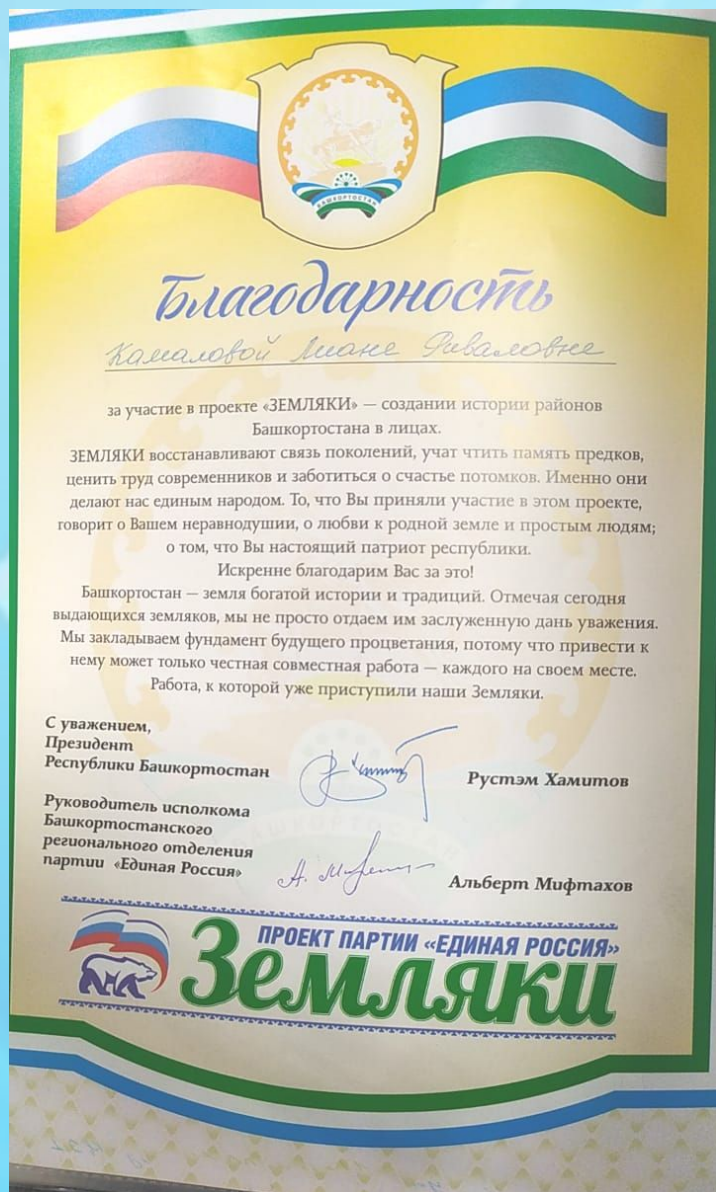 БАШКОРТОСТАН
Благодарность
Камаловой Лиане Риваловне
за участие в проекте «ЗЕМЛЯКИ» — создании истории районов
Башкортостана в лицах.
ЗЕМЛЯКИ восстанавливают связь поколений, учат чтить память предков,
ценить труд современников и заботиться о счастье потомков. Именно они
делают нас единым народом. То, что Вы приняли участие в этом проекте,
говорит о Вашем неравнодушии, о любви к родной земле и простым людям;
о том, что Вы настоящий патриот республики.
Искренне благодарим Вас за это!
Башкортостан — земля богатой истории и традиций. Отмечая сегодня
выдающихся земляков, мы не просто отдаем им заслуженную дань уважения.
Мы закладываем фундамент будущего процветания, потому что привести к
нему может только честная совместная работа — каждого на своем месте.
Работа, к которой уже приступили наши Земляки.
С уважением,
Президент
Республики Башкортостан
Рустэм Хамитов
Руководитель исполкома
Башкортостанского
регионального отделения
партии «Единая Россия»
Альберт Мифтахов
ПРОЕКТ ПАРТИИ «ЕДИНАЯ РОССИЯ»
Земляки